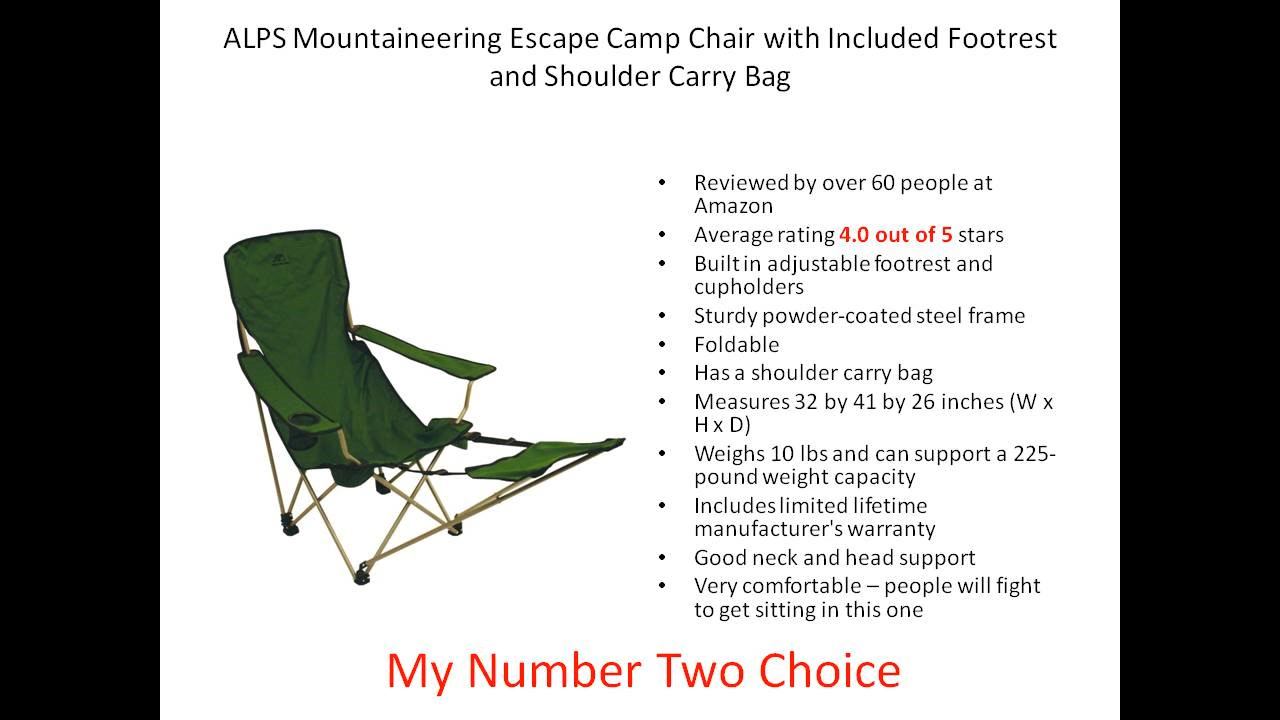 ALPS Mountaineering Escape Camp Chair with Included Footrest
and Shoulder Carry Bag
• Reviewed by over 60 people at
Amazon
• Average rating 4.0 out of 5 stars
• Built in adjustable footrest and
cupholders
• Sturdy powder-coated steel frame
• Foldable
• Has a shoulder carry bag
• Measures 32 by 41 by 26 inches (W x
H x D)
• Weighs 10 lbs and can support a 225-
pound weight capacity
• Includes limited lifetime
manufacturer's warranty
• Good neck and head support
• Very comfortable – people will fight
to get sitting in this one
My Number Two Choice